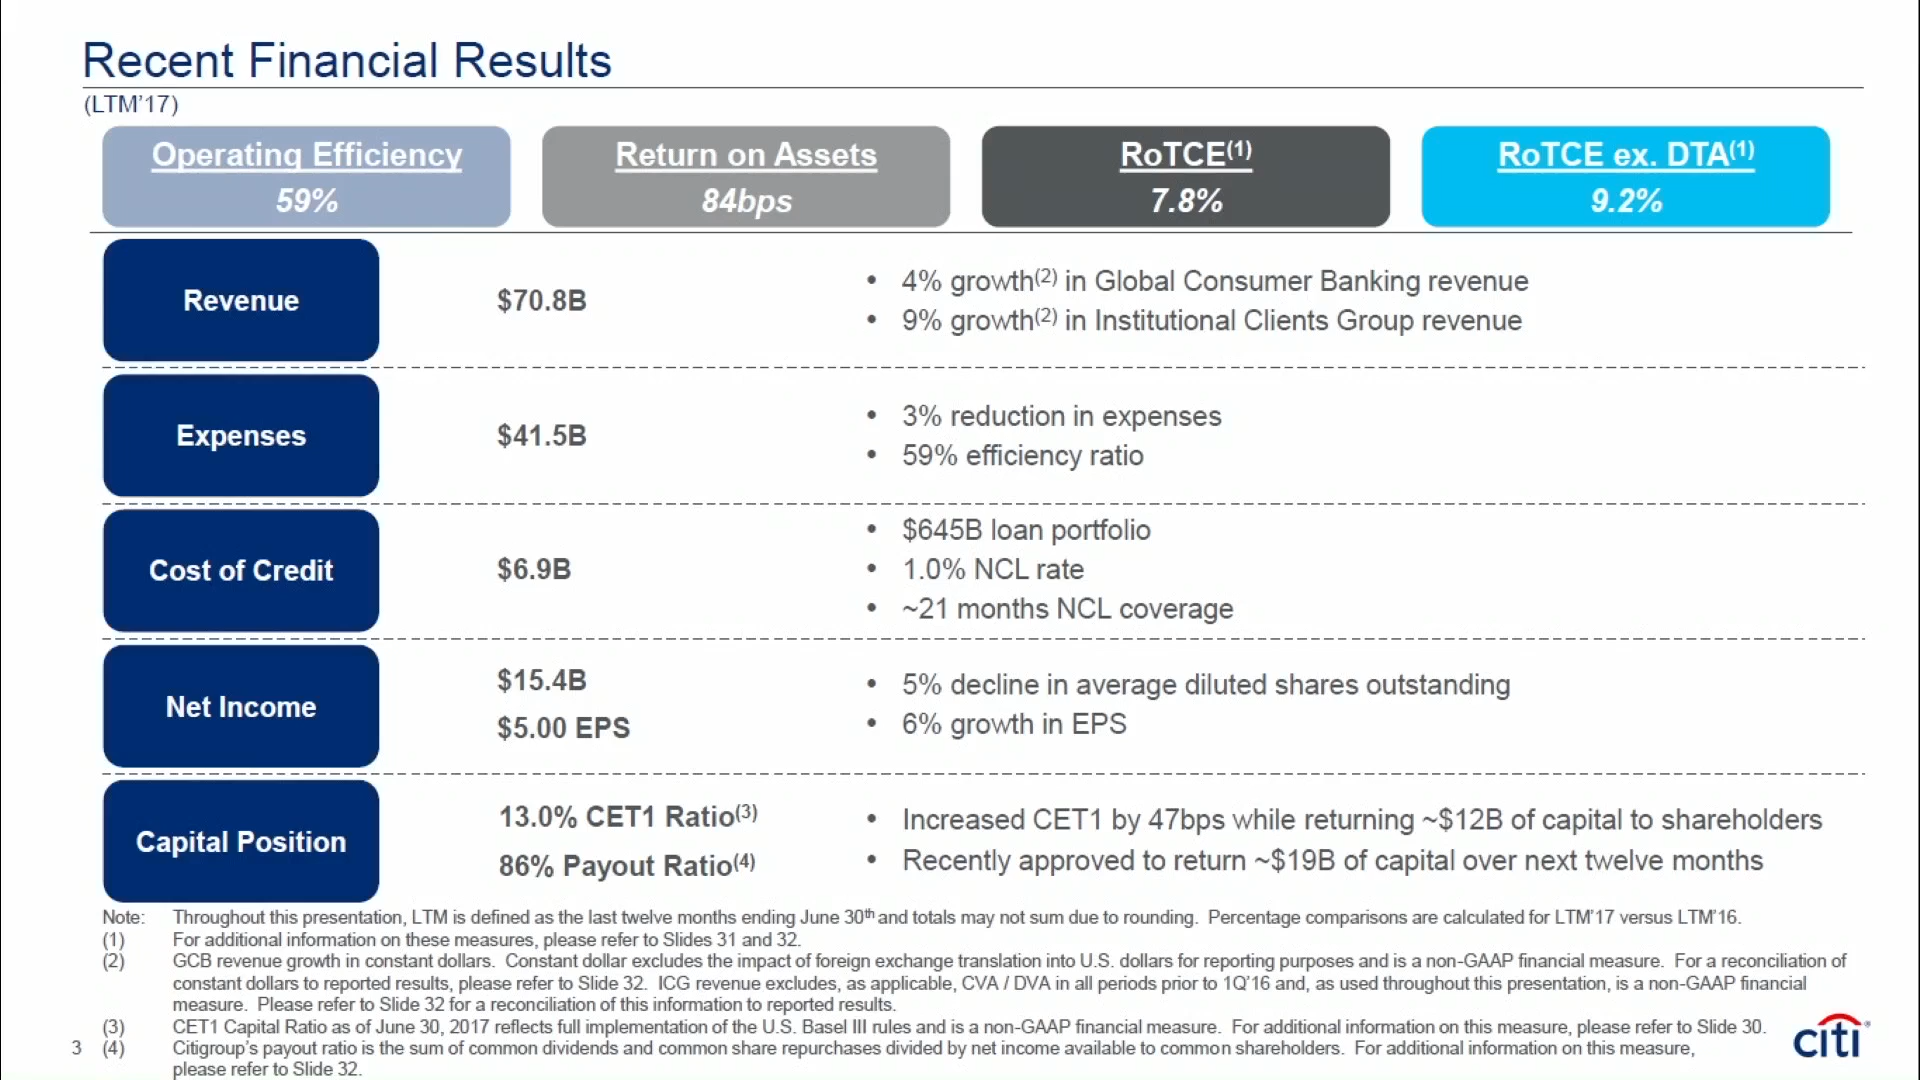 Recent Financial Results
(LTM'17)
Operating Efficiency
59%
Return on Assets
84bps
RoTCE(1)
7.8%
RoTCE ex. DTA(1)
9.2%
Revenue
$70.8B
• 4% growth(2) in Global Consumer Banking revenue
• 9% growth(2) in Institutional Clients Group revenue
Expenses
$41.5B
• 3% reduction in expenses
• 59% efficiency ratio
Cost of Credit
$6.9B
• $645B loan portfolio
• 1.0% NCL rate
• ~21 months NCL coverage
Net Income
$15.4B
$5.00 EPS
• 5% decline in average diluted shares outstanding
• 6% growth in EPS
Capital Position
13.0% CET1 Ratio(3)
86% Payout Ratio(4)
• Increased CET1 by 47bps while returning ~$12B of capital to shareholders
• Recently approved to return ~$19B of capital over next twelve months
Note: Throughout this presentation, LTM is defined as the last twelve months ending June 30th and totals may not sum due to rounding. Percentage comparisons are calculated for LTM'17 versus LTM'16.
(1) For additional information on these measures, please refer to Slides 31 and 32.
(2) GCB revenue growth in constant dollars. Constant dollar excludes the impact of foreign exchange translation into U.S. dollars for reporting purposes and is a non-GAAP financial measure. For a reconciliation of
constant dollars to reported results, please refer to Slide 32. ICG revenue excludes, as applicable, CVA / DVA in all periods prior to 1Q'16 and, as used throughout this presentation, is a non-GAAP financial
measure. Please refer to Slide 32 for a reconciliation of this information to reported results.
(3) CET1 Capital Ratio as of June 30, 2017 reflects full implementation of the U.S. Basel III rules and is a non-GAAP financial measure. For additional information on this measure, please refer to Slide 30.
3 (4) Citigroup's payout ratio is the sum of common dividends and common share repurchases divided by net income available to common shareholders. For additional information on this measure,
please refer to Slide 32.
citi®